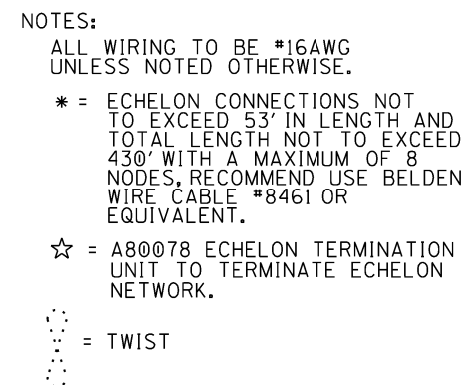 NOTES:
ALL WIRING TO BE #16AWG
UNLESS NOTED OTHERWISE.
* = ECHELON CONNECTIONS NOT
TO EXCEED 53' IN LENGTH AND
TOTAL LENGTH NOT TO EXCEED
430' WITH A MAXIMUM OF 8
NODES, RECOMMEND USE BELDEN
WIRE CABLE #8461 OR
EQUIVALENT.
☆ = A80078 ECHELON TERMINATION
UNIT TO TERMINATE ECHELON
NETWORK.
= TWIST